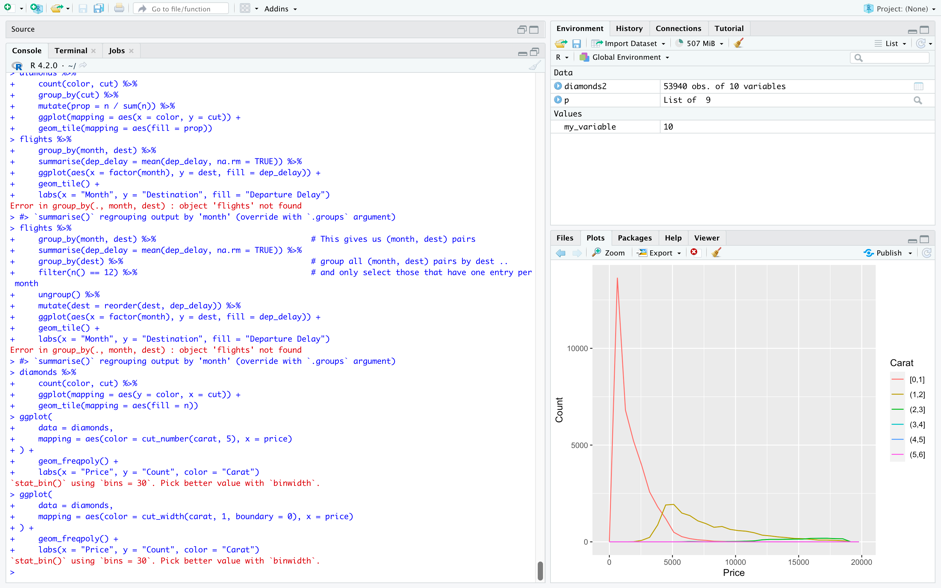 Go to file/function
Addins
Project: (None)
Source
Console
Terminal
Jobs
R 4.2.0 · ~/
> diamonds %>%
+ count(color, cut) %>%
+ group_by(cut) %>%
+ mutate(prop = n / sum(n)) %>%
+ ggplot(mapping = aes(x = color, y = cut)) +
+ geom_tile(mapping = aes(fill = prop))
> flights %>%
+ group_by(month, dest) %>%
+ summarise(dep_delay = mean(dep_delay, na.rm = TRUE)) %>%
+ ggplot(aes(x = factor(month), y = dest, fill = dep_delay)) +
+ geom_tile() +
+ labs(x = "Month", y = "Destination", fill = "Departure Delay")
Error in group_by(., month, dest) : object 'flights' not found
> #> `summarise()` regrouping output by 'month' (override with `.groups` argument)
> flights %>%
+ group_by(month, dest) %>% # This gives us (month, dest) pairs
+ summarise(dep_delay = mean(dep_delay, na.rm = TRUE)) %>%
+ group_by(dest) %>% # group all (month, dest) pairs by dest ..
+ filter(n() == 12) %>% # and only select those that have one entry per
month
+ ungroup() %>%
+ mutate(dest = reorder(dest, dep_delay)) %>%
+ ggplot(aes(x = factor(month), y = dest, fill = dep_delay)) +
+ geom_tile() +
+ labs(x = "Month", y = "Destination", fill = "Departure Delay")
Error in group_by(., month, dest) : object 'flights' not found
> #> `summarise()` regrouping output by 'month' (override with `.groups` argument)
> diamonds %>%
+ count(color, cut) %>%
+ ggplot(mapping = aes(y = color, x = cut)) +
+ geom_tile(mapping = aes(fill = n))
> ggplot(
+ data = diamonds,
+ mapping = aes(color = cut_number(carat, 5), x = price)
+ ) +
+ geom_freqpoly() +
+ labs(x = "Price", y = "Count", color = "Carat")
`stat_bin()` using `bins = 30`. Pick better value with `binwidth`.
> ggplot(
+ data = diamonds,
+ mapping = aes(color = cut_width(carat, 1, boundary = 0), x = price)
+ ) +
+ geom_freqpoly() +
+ labs(x = "Price", y = "Count", color = "Carat")
`stat_bin()` using `bins = 30`. Pick better value with `binwidth`.
>
Environment
History
Connections
Tutorial
Import Dataset
507 MiB
List
R
Global Environment
Data
diamonds2 53940 obs. of 10 variables
p List of 9
Values
my_variable 10
Files
Plots
Packages
Help
Viewer
Zoom
Export
Publish
Count
10000
5000
0
0
5000
10000
15000
20000
Price
Carat
[0,1]
(1,2]
(2,3]
(3,4]
(4,5]
(5,6]